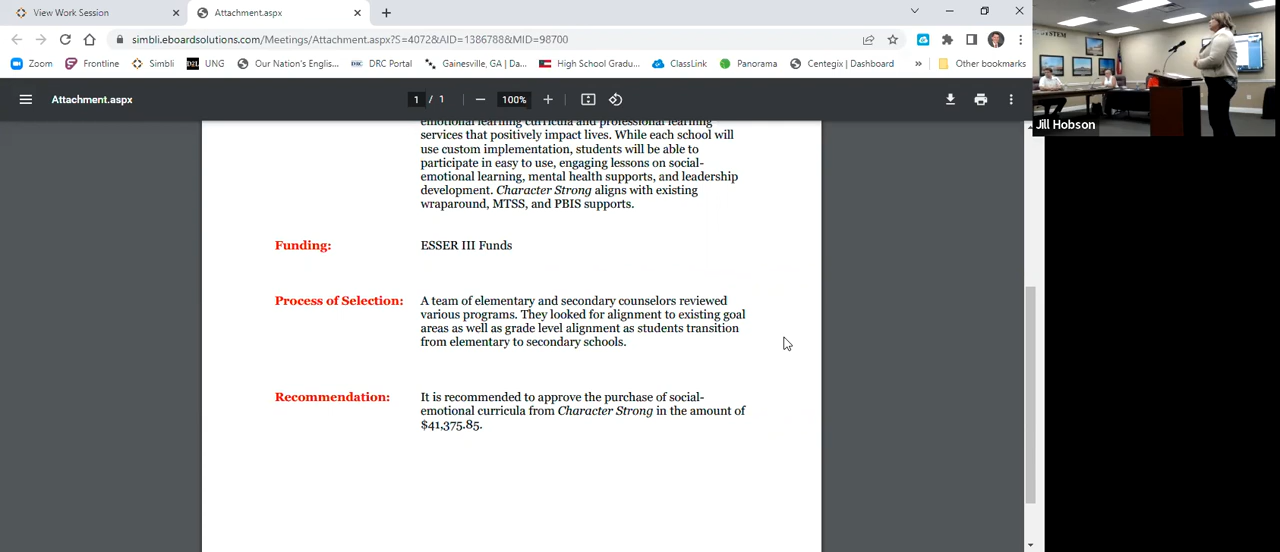 View Work Session
Attachment.aspx
simbli.eboardsolutions.com/Meetings/Attachment.aspx?S=4072&AID=1386788&MID=98700
Zoom
Frontline
Simbli
D2L
UNG
Our Nation's Englis...
DRC Portal
Gainesville, GA | Da...
High School Gradu...
ClassLink
Panorama
Centegix | Dashboard
»
Other bookmarks
Attachment.aspx
1 / 1
100%
SYSTEM
Jill Hobson
emotional learning curricula and professional learning
services that positively impact lives. While each school will
use custom implementation, students will be able to
participate in easy to use, engaging lessons on social-
emotional learning, mental health supports, and leadership
development. Character Strong aligns with existing
wraparound, MTSS, and PBIS supports.
Funding: ESSER III Funds
Process of Selection: A team of elementary and secondary counselors reviewed
various programs. They looked for alignment to existing goal
areas as well as grade level alignment as students transition
from elementary to secondary schools.
Recommendation: It is recommended to approve the purchase of social-
emotional curricula from Character Strong in the amount of
$41,375.85.